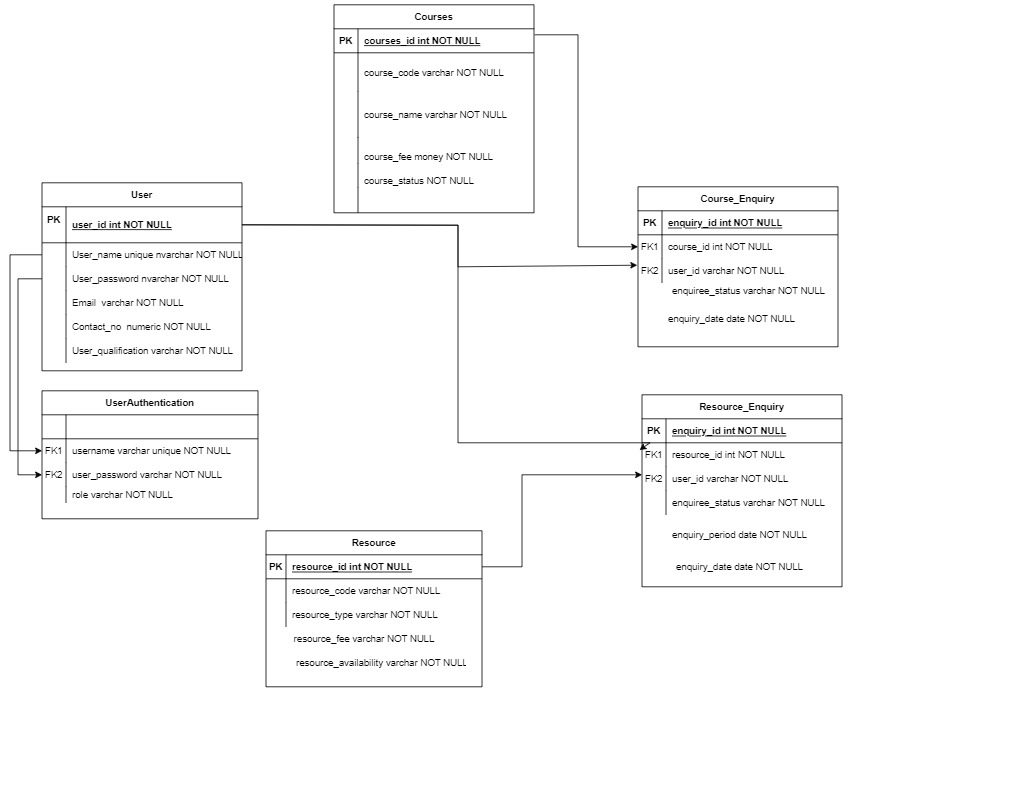 Courses
PK courses_id int NOT NULL
course_code varchar NOT NULL
course_name varchar NOT NULL
course_fee money NOT NULL
course_status NOT NULL
User
PK user_id int NOT NULL
User_name unique nvarchar NOT NULL
User_password nvarchar NOT NULL
Email varchar NOT NULL
Contact_no numeric NOT NULL
User_qualification varchar NOT NULL
Course_Enquiry
PK enquiry_id int NOT NULL
FK1 course_id int NOT NULL
FK2 user_id varchar NOT NULL
enquiree_status varchar NOT NULL
enquiry_date date NOT NULL
UserAuthentication
FK1 username varchar unique NOT NULL
FK2 user_password varchar NOT NULL
role varchar NOT NULL
Resource_Enquiry
PK enquiry_id int NOT NULL
FK1 resource_id int NOT NULL
FK2 user_id varchar NOT NULL
enquiree_status varchar NOT NULL
enquiry_period date NOT NULL
enquiry_date date NOT NULL
Resource
PK resource_id int NOT NULL
resource_code varchar NOT NULL
resource_type varchar NOT NULL
resource_fee varchar NOT NULL
resource_availability varchar NOT NULL